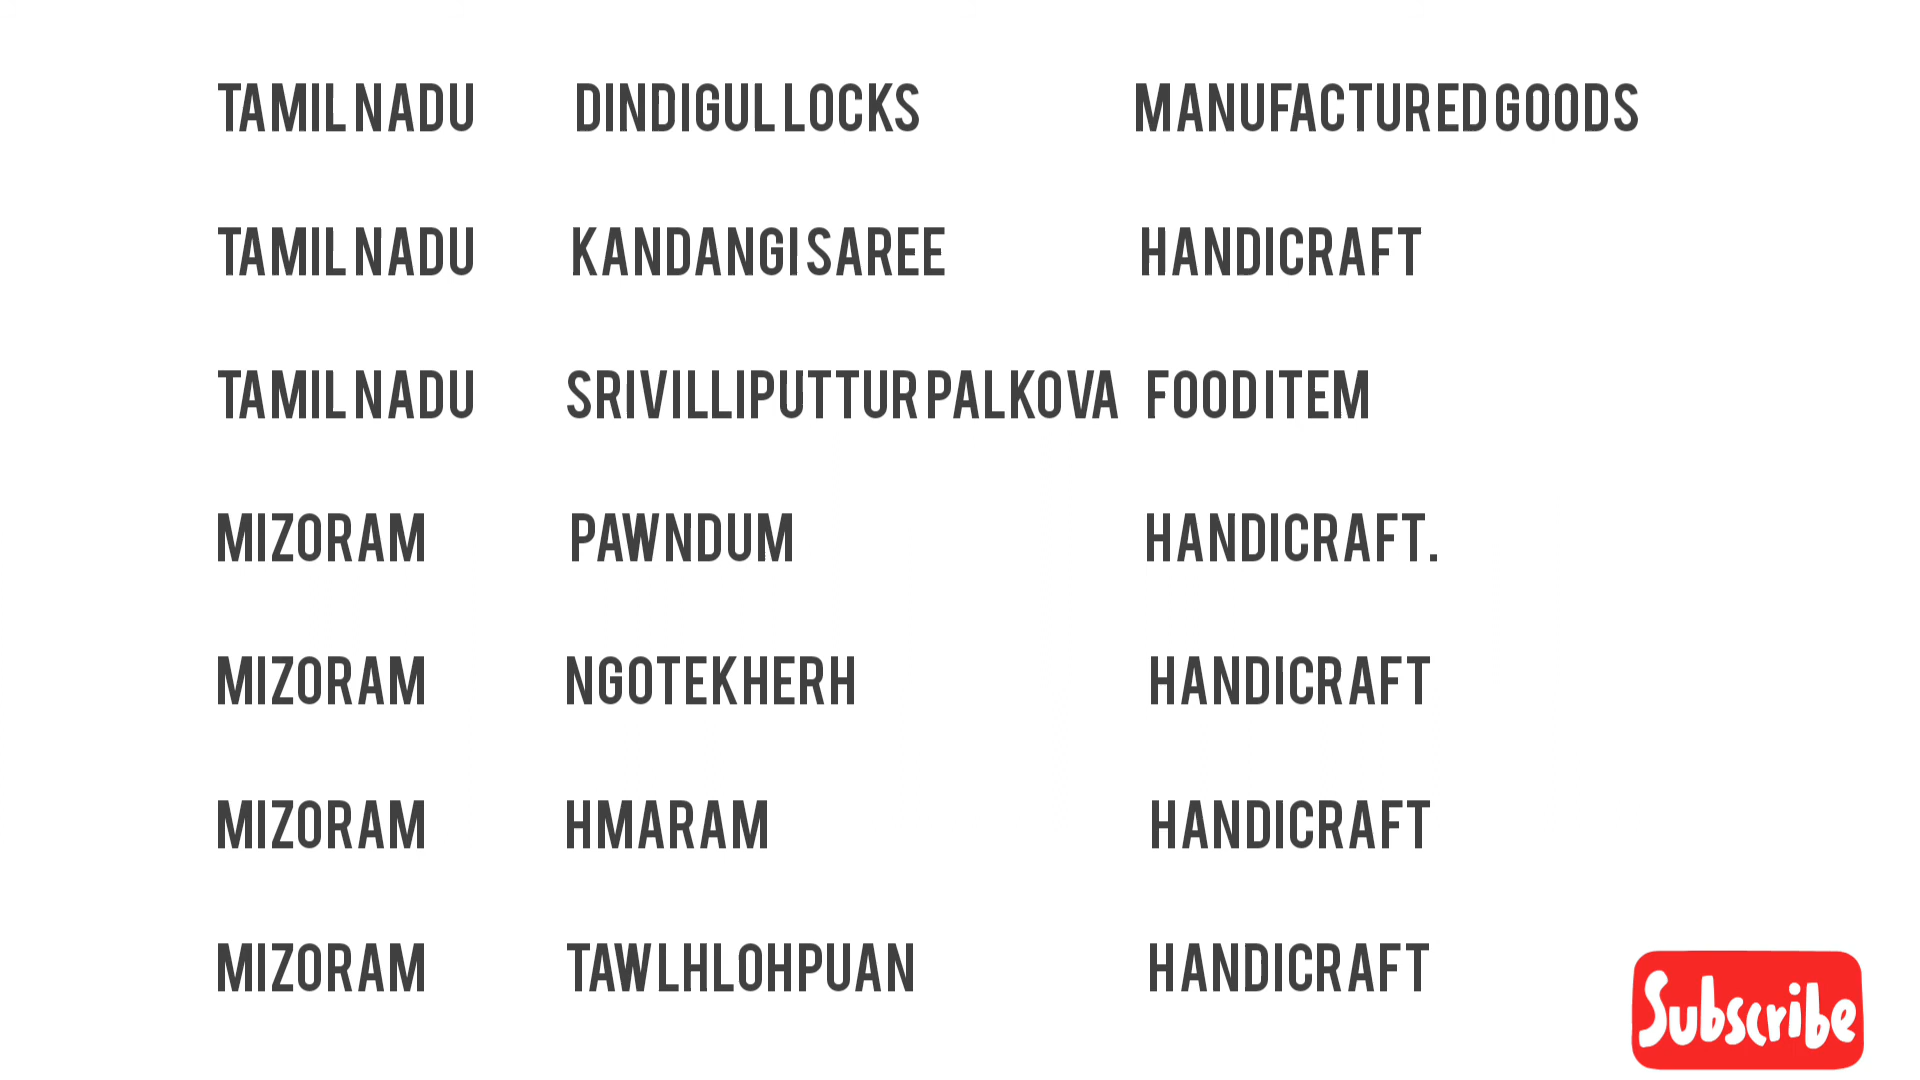 TAMIL NADU DINDIGUL LOCKS MANUFACTURED GOODS
TAMIL NADU KANDANGI SAREE HANDICRAFT
TAMIL NADU SRIVILLIPUTTUR PALKOVA FOOD ITEM
MIZORAM PAWNDUM HANDICRAFT.
MIZORAM NGOTEKHERH HANDICRAFT
MIZORAM HMARAM HANDICRAFT
MIZORAM TAWLHLOHPUAN HANDICRAFT
Subscribe